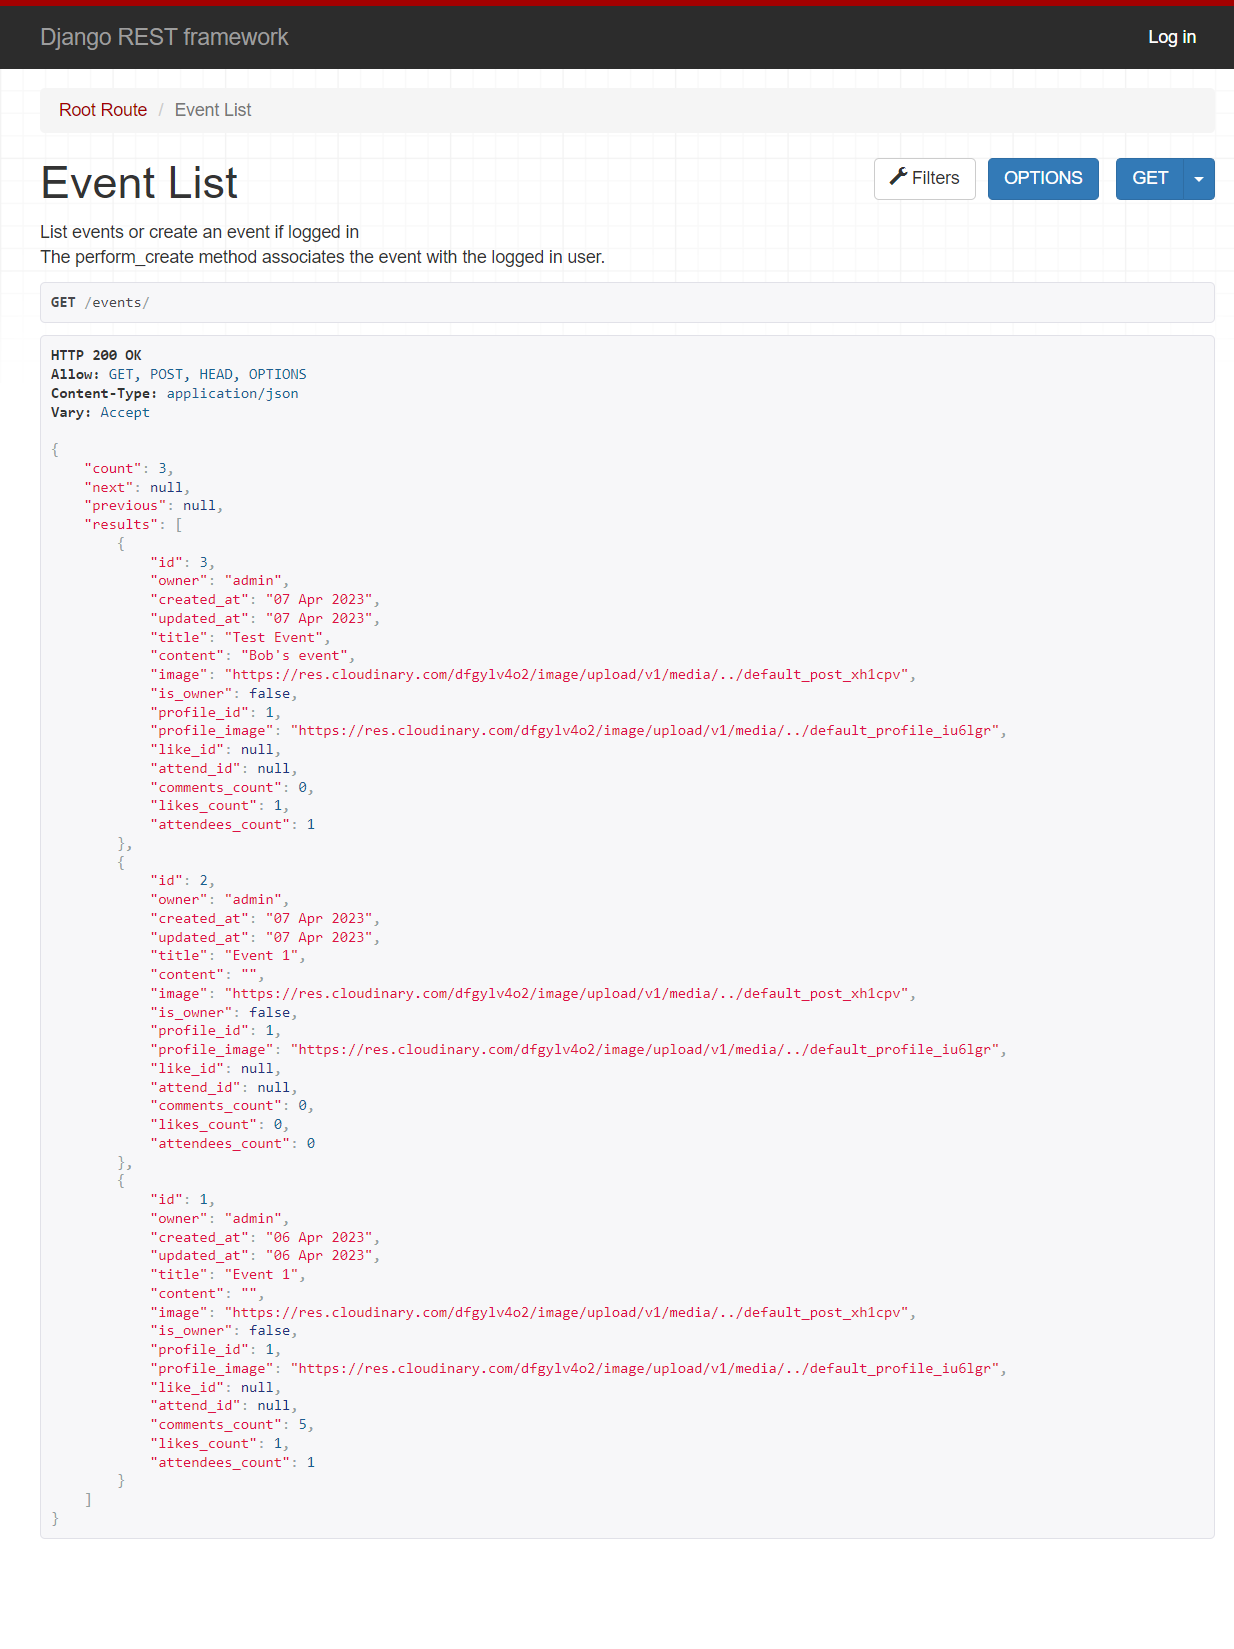 Django REST framework
Log in
Root Route / Event List
Event List
Filters
OPTIONS
GET
List events or create an event if logged in
The perform_create method associates the event with the logged in user.
GET /events/
HTTP 200 OK
Allow: GET, POST, HEAD, OPTIONS
Content-Type: application/json
Vary: Accept
{
    "count": 3,
    "next": null,
    "previous": null,
    "results": [
        {
            "id": 3,
            "owner": "admin",
            "created_at": "07 Apr 2023",
            "updated_at": "07 Apr 2023",
            "title": "Test Event",
            "content": "Bob's event",
            "image": "https://res.cloudinary.com/dfgylv4o2/image/upload/v1/media/../default_post_xh1cpv",
            "is_owner": false,
            "profile_id": 1,
            "profile_image": "https://res.cloudinary.com/dfgylv4o2/image/upload/v1/media/../default_profile_iu6lgr",
            "like_id": null,
            "attend_id": null,
            "comments_count": 0,
            "likes_count": 1,
            "attendees_count": 1
        },
        {
            "id": 2,
            "owner": "admin",
            "created_at": "07 Apr 2023",
            "updated_at": "07 Apr 2023",
            "title": "Event 1",
            "content": "",
            "image": "https://res.cloudinary.com/dfgylv4o2/image/upload/v1/media/../default_post_xh1cpv",
            "is_owner": false,
            "profile_id": 1,
            "profile_image": "https://res.cloudinary.com/dfgylv4o2/image/upload/v1/media/../default_profile_iu6lgr",
            "like_id": null,
            "attend_id": null,
            "comments_count": 0,
            "likes_count": 0,
            "attendees_count": 0
        },
        {
            "id": 1,
            "owner": "admin",
            "created_at": "06 Apr 2023",
            "updated_at": "06 Apr 2023",
            "title": "Event 1",
            "content": "",
            "image": "https://res.cloudinary.com/dfgylv4o2/image/upload/v1/media/../default_post_xh1cpv",
            "is_owner": false,
            "profile_id": 1,
            "profile_image": "https://res.cloudinary.com/dfgylv4o2/image/upload/v1/media/../default_profile_iu6lgr",
            "like_id": null,
            "attend_id": null,
            "comments_count": 5,
            "likes_count": 1,
            "attendees_count": 1
        }
    ]
}